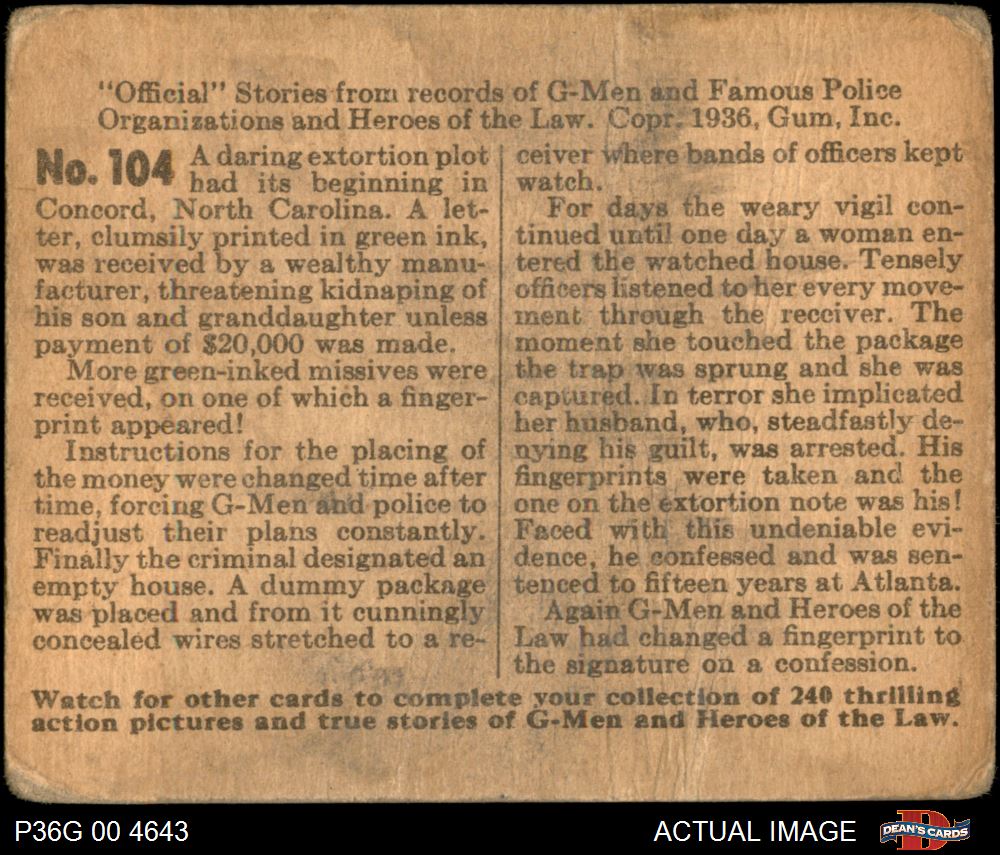 "Official" Stories from records of G-Men and Famous Police
Organizations and Heroes of the Law. Copr. 1936, Gum, Inc.
No. 104 A daring extortion plot
had its beginning in
Concord, North Carolina. A let-
ter, clumsily printed in green ink,
was received by a wealthy manu-
facturer, threatening kidnaping of
his son and granddaughter unless
payment of $20,000 was made.
More green-inked missives were
received, on one of which a finger-
print appeared!
Instructions for the placing of
the money were changed time after
time, forcing G-Men and police to
readjust their plans constantly.
Finally the criminal designated an
empty house. A dummy package
was placed and from it cunningly
concealed wires stretched to a re-
ceiver where bands of officers kept
watch.
For days the weary vigil con-
tinued until one day a woman en-
tered the watched house. Tensely
officers listened to her every move-
ment through the receiver. The
moment she touched the package
the trap was sprung and she was
captured. In terror she implicated
her husband, who, steadfastly de-
nying his guilt, was arrested. His
fingerprints were taken and the
one on the extortion note was his!
Faced with this undeniable evi-
dence, he confessed and was sen-
tenced to fifteen years at Atlanta.
Again G-Men and Heroes of the
Law had changed a fingerprint to
the signature on a confession.
Watch for other cards to complete your collection of 240 thrilling
action pictures and true stories of G-Men and Heroes of the Law.
P36G 00 4643
ACTUAL IMAGE
DEAN'S CARDS